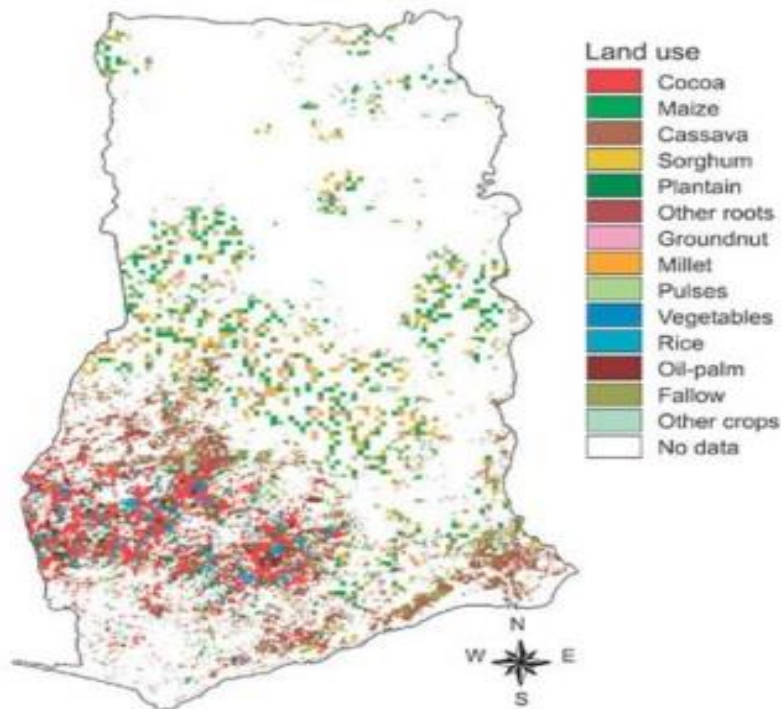 Land use
Cocoa
Maize
Cassava
Sorghum
Plantain
Other roots
Groundnut
Millet
Pulses
Vegetables
Rice
Oil-palm
Fallow
Other crops
No data
N
W E
S